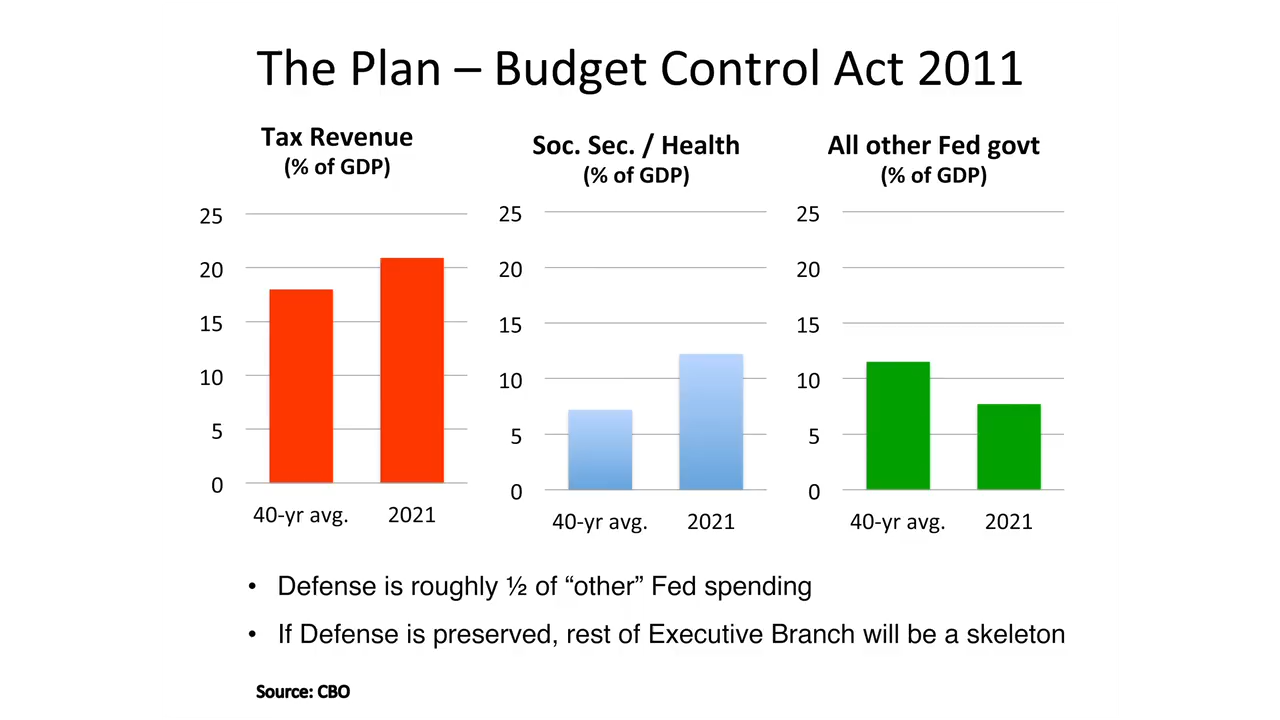 The Plan – Budget Control Act 2011
Tax Revenue
(% of GDP)
25
20
15
10
5
0
40-yr avg.
2021
Soc. Sec. / Health
(% of GDP)
25
20
15
10
5
0
40-yr avg.
2021
All other Fed govt
(% of GDP)
25
20
15
10
5
0
40-yr avg.
2021
• Defense is roughly ½ of “other” Fed spending
• If Defense is preserved, rest of Executive Branch will be a skeleton
Source: CBO